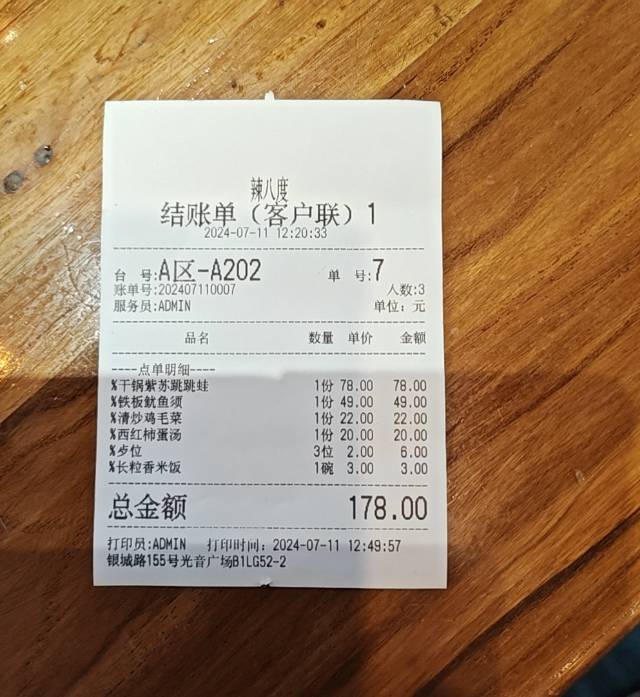 辣八度
结账单（客户联）1
2024-07-11 12:20:33
台 号:A区-A202 单 号:7
账单号:202407110007 人数:3
服务员:ADMIN 单位: 元
品名 数量 单价 金额
----点单明细----
%干锅紫苏跳跳蛙 1份 78.00 78.00
%铁板鱿鱼须 1份 49.00 49.00
%清炒鸡毛菜 1份 22.00 22.00
%西红柿蛋汤 1份 20.00 20.00
%歺位 3位 2.00 6.00
%长粒香米饭 1碗 3.00 3.00
总金额 178.00
打印员:ADMIN 打印时间: 2024-07-11 12:49:57
银城路155号光音广场B1LG52-2